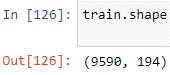 In [126]: train.shape
Out[126]: (9590, 194)